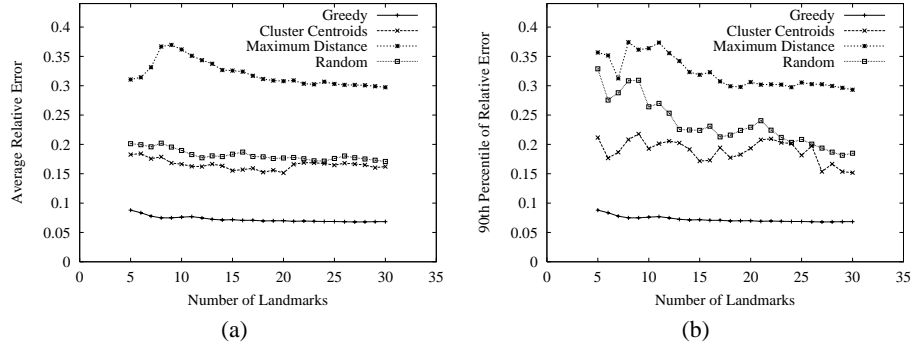 Greedy
Cluster Centroids
Maximum Distance
Random
0.4
0.35
0.3
0.25
0.2
0.15
0.1
0.05
0
Average Relative Error
0 5 10 15 20 25 30 35
Number of Landmarks
(a)
Greedy
Cluster Centroids
Maximum Distance
Random
0.4
0.35
0.3
0.25
0.2
0.15
0.1
0.05
0
90th Percentile of Relative Error
0 5 10 15 20 25 30 35
Number of Landmarks
(b)